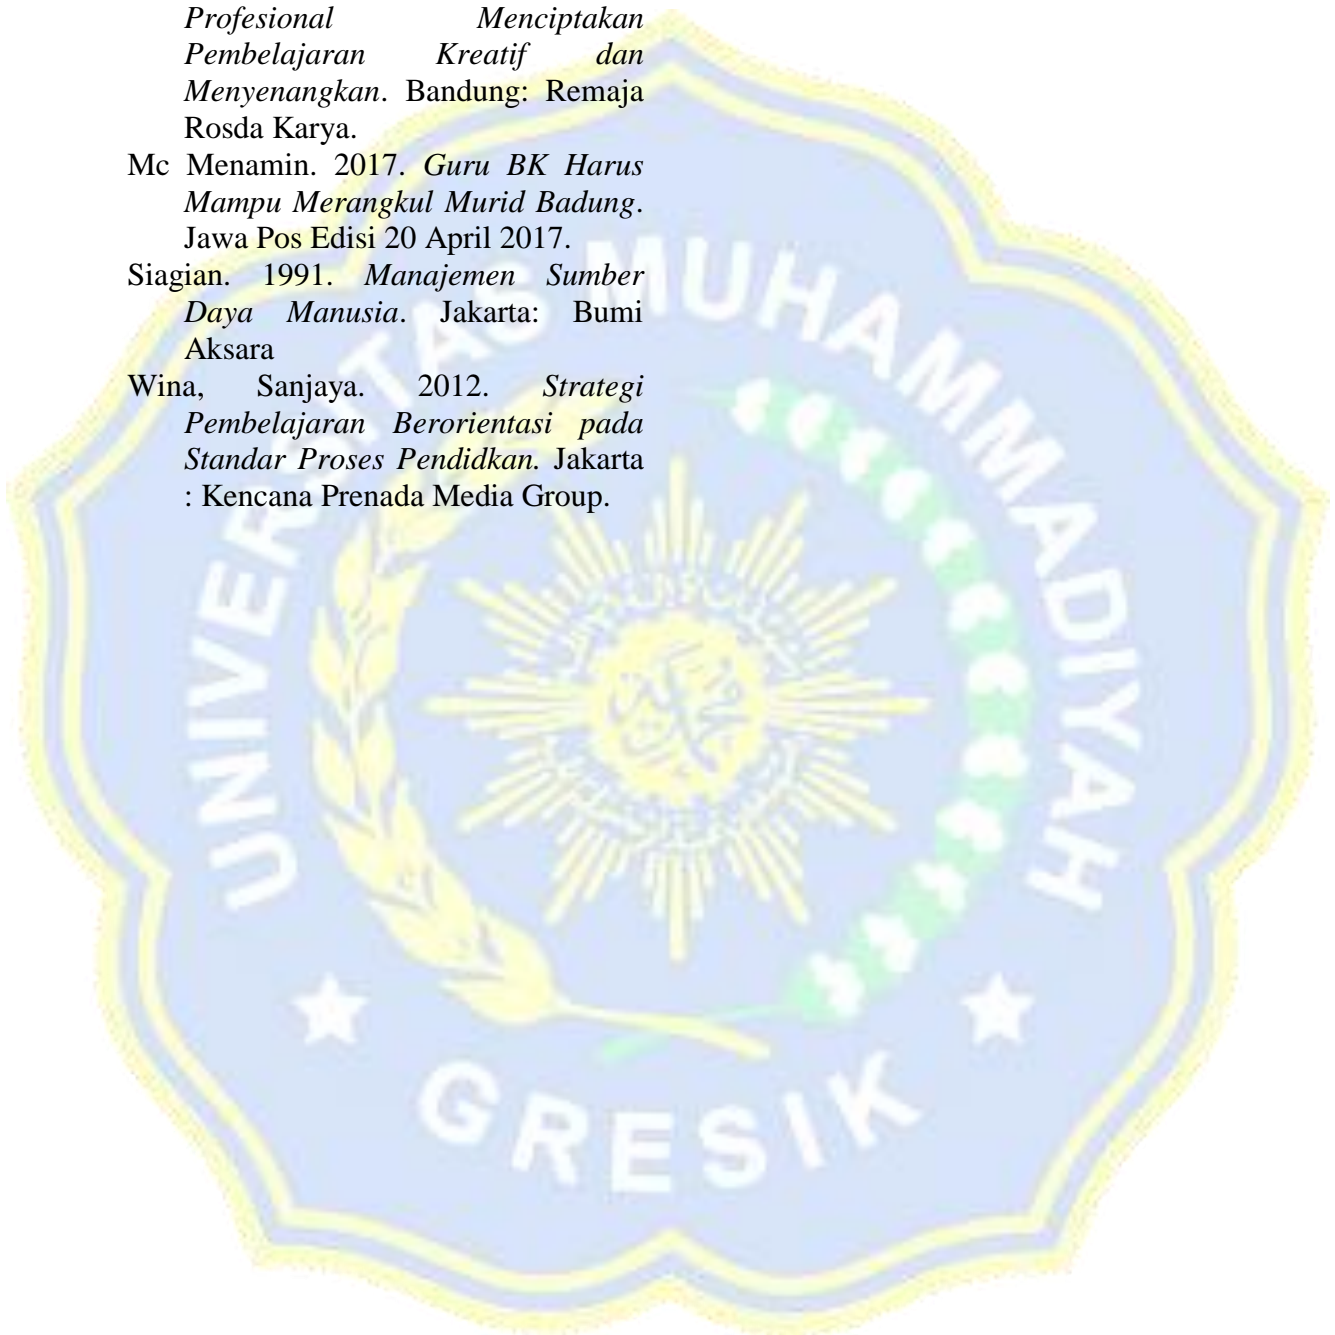 Profesional Menciptakan
Pembelajaran Kreatif dan
Menyenangkan. Bandung: Remaja
Rosda Karya.
Mc Menamin. 2017. Guru BK Harus
Mampu Merangkul Murid Badung.
Jawa Pos Edisi 20 April 2017.
Siagian. 1991. Manajemen Sumber
Daya Manusia. Jakarta: Bumi
Aksara
Wina, Sanjaya. 2012. Strategi
Pembelajaran Berorientasi pada
Standar Proses Pendidkan. Jakarta
: Kencana Prenada Media Group.
UNIVERSITAS MUHAMMADIYAH
GRESIK